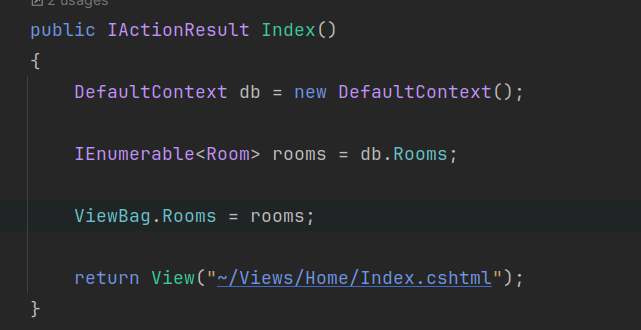 2 usages
public IActionResult Index()
{
DefaultContext db = new DefaultContext();
IEnumerable<Room> rooms = db.Rooms;
ViewBag.Rooms = rooms;
return View("~/Views/Home/Index.cshtml");
}